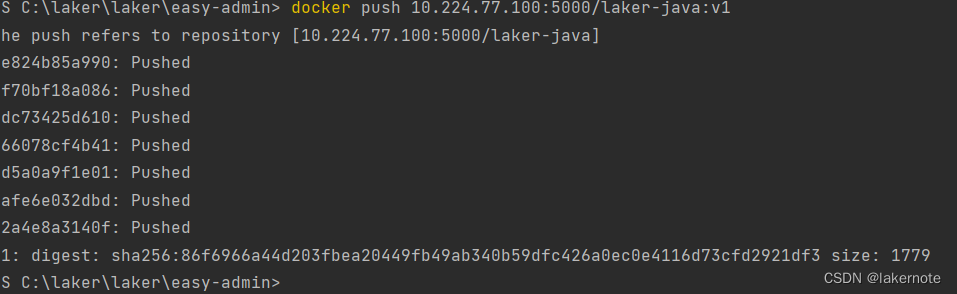 S C:\laker\laker\easy-admin> docker push 10.224.77.100:5000/laker-java:v1
he push refers to repository [10.224.77.100:5000/laker-java]
e824b85a990: Pushed
f70bf18a086: Pushed
dc73425d610: Pushed
66078cf4b41: Pushed
d5a0a9f1e01: Pushed
afe6e032dbd: Pushed
2a4e8a3140f: Pushed
1: digest: sha256:86f6966a44d203fbea20449fb49ab340b59dfc426a0ec0e4116d73cfd2921df3 size: 1779
S C:\laker\laker\easy-admin>
CSDN @lakernote